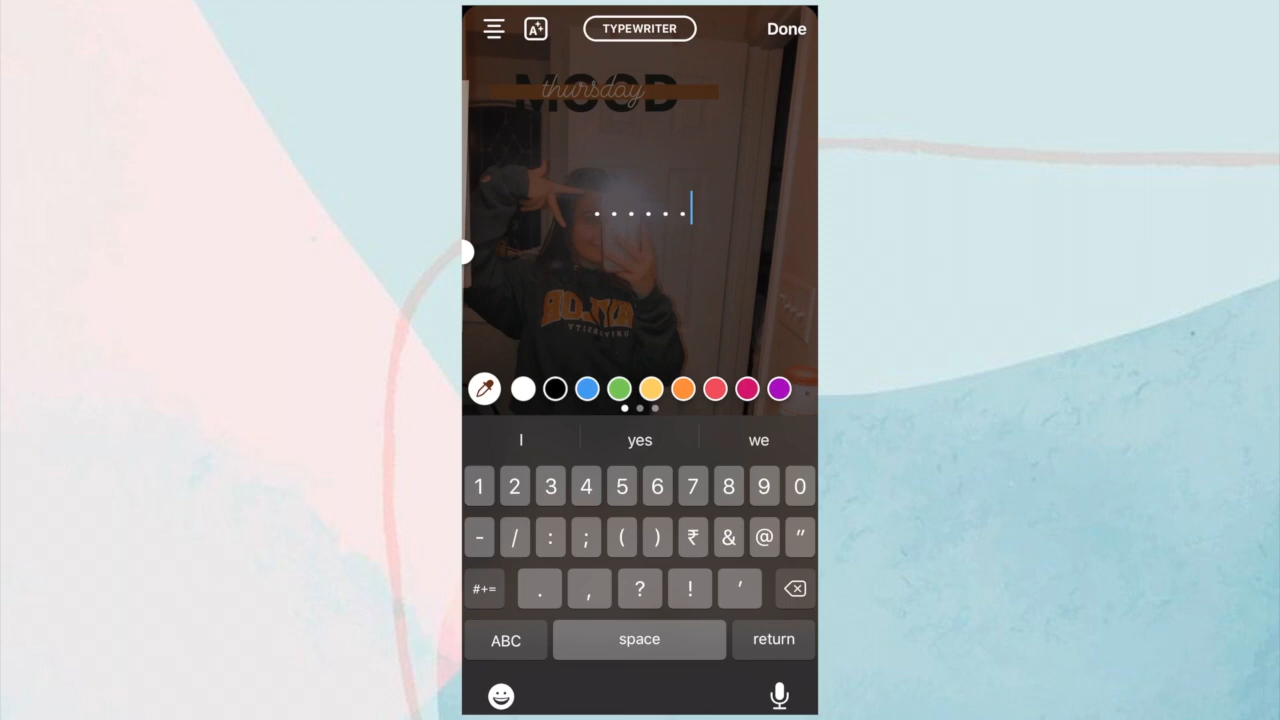 TYPEWRITER Done
MOOD
thursday
......
I yes we
1 2 3 4 5 6 7 8 9 0
- / : ; ( ) ₹ & @ "
#+= . , ? ! '
ABC space return